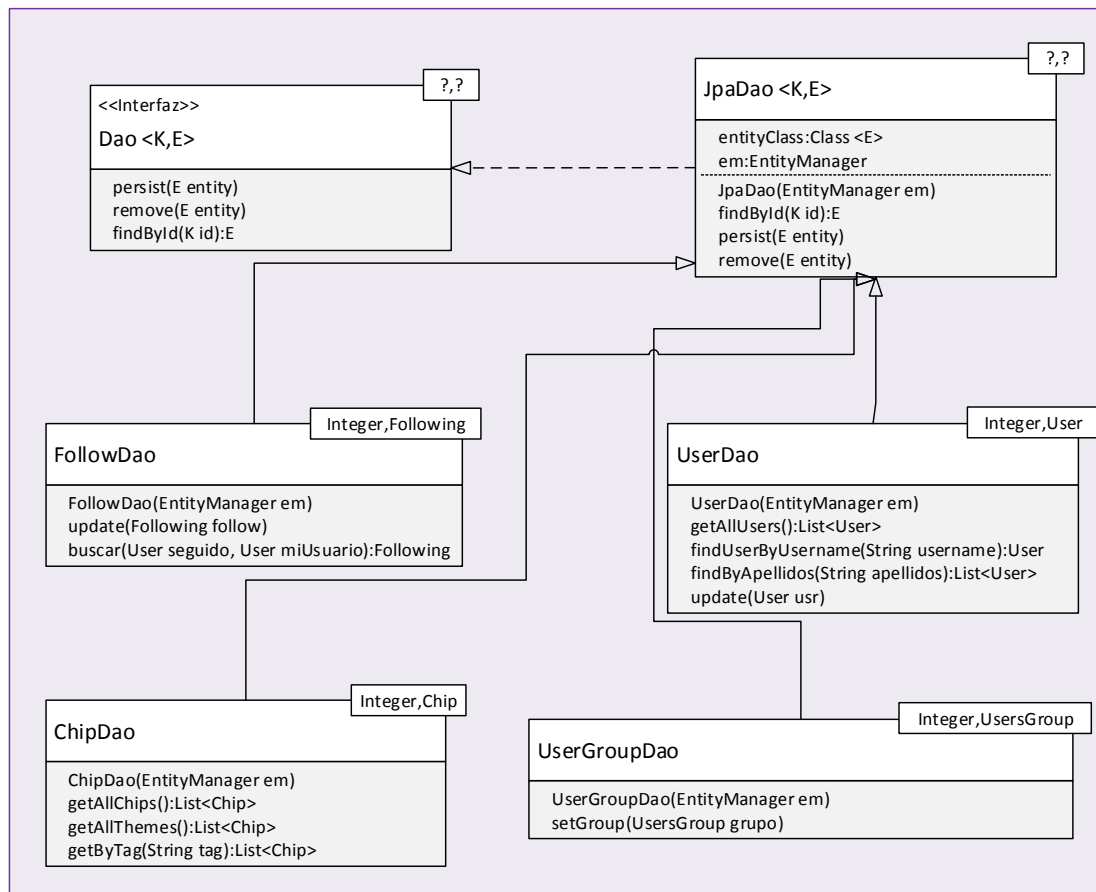 ?,?
<<Interfaz>>
Dao <K,E>
persist(E entity)
remove(E entity)
findById(K id):E
?,?
JpaDao <K,E>
entityClass:Class <E>
em:EntityManager
JpaDao(EntityManager em)
findById(K id):E
persist(E entity)
remove(E entity)
Integer,Following
FollowDao
FollowDao(EntityManager em)
update(Following follow)
buscar(User seguido, User miUsuario):Following
Integer,User
UserDao
UserDao(EntityManager em)
getAllUsers():List<User>
findUserByUsername(String username):User
findByApellidos(String apellidos):List<User>
update(User usr)
Integer,Chip
ChipDao
ChipDao(EntityManager em)
getAllChips():List<Chip>
getAllThemes():List<Chip>
getByTag(String tag):List<Chip>
Integer,UsersGroup
UserGroupDao
UserGroupDao(EntityManager em)
setGroup(UsersGroup grupo)